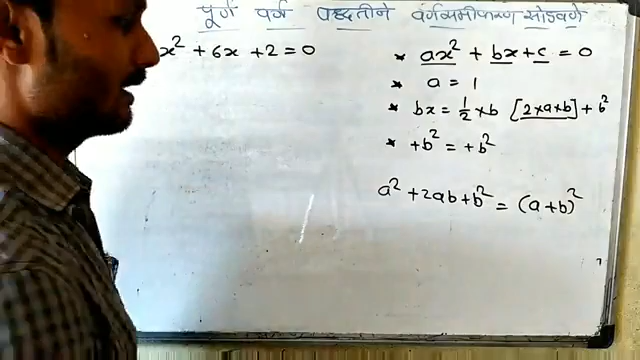 पूर्ण वर्ग पद्धतीने वर्गसमीकरण सोडवणे
x² + 6x + 2 = 0
* ax² + bx + c = 0
* a = 1
* bx = 1/2 × b [2×a×b] + b²
* +b² = +b²
a² + 2ab + b² = (a+b)²